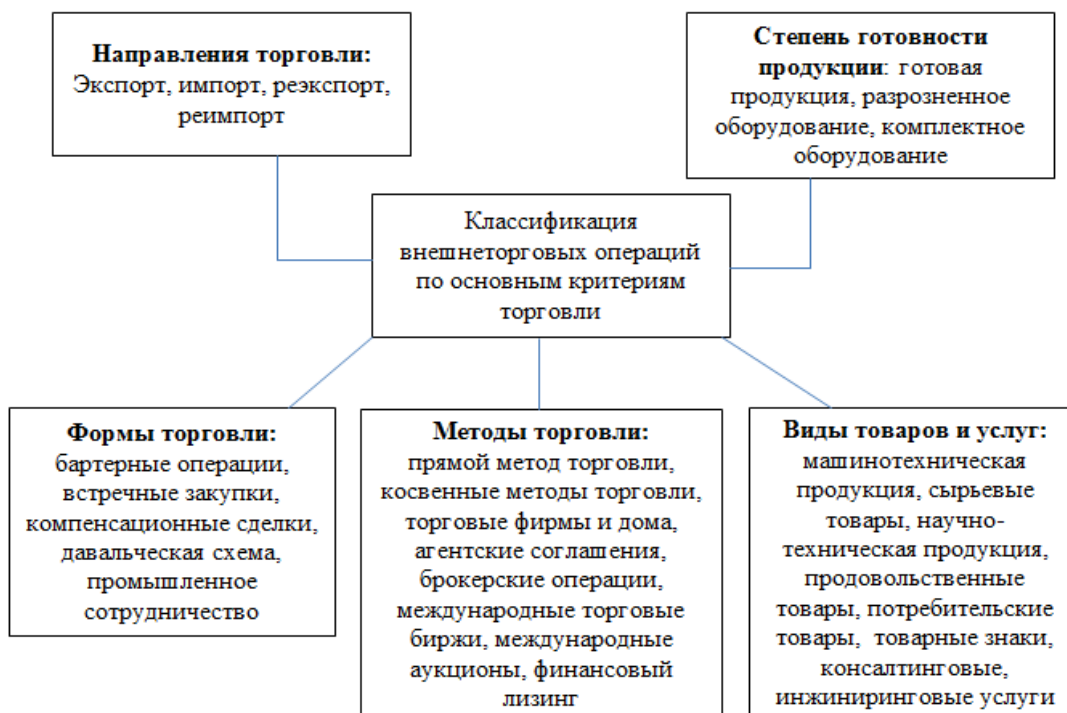 Направления торговли:
Экспорт, импорт, реэкспорт,
реимпорт
Степень готовности
продукции: готовая
продукция, разрозненное
оборудование, комплектное
оборудование
Классификация
внешнеторговых операций
по основным критериям
торговли
Формы торговли:
бартерные операции,
встречные закупки,
компенсационные сделки,
давальческая схема,
промышленное
сотрудничество
Методы торговли:
прямой метод торговли,
косвенные методы торговли,
торговые фирмы и дома,
агентские соглашения,
брокерские операции,
международные торговые
биржи, международные
аукционы, финансовый
лизинг
Виды товаров и услуг:
машинотехническая
продукция, сырьевые
товары, научно-
техническая продукция,
продовольственные
товары, потребительские
товары, товарные знаки,
консалтинговые,
инжиниринговые услуги